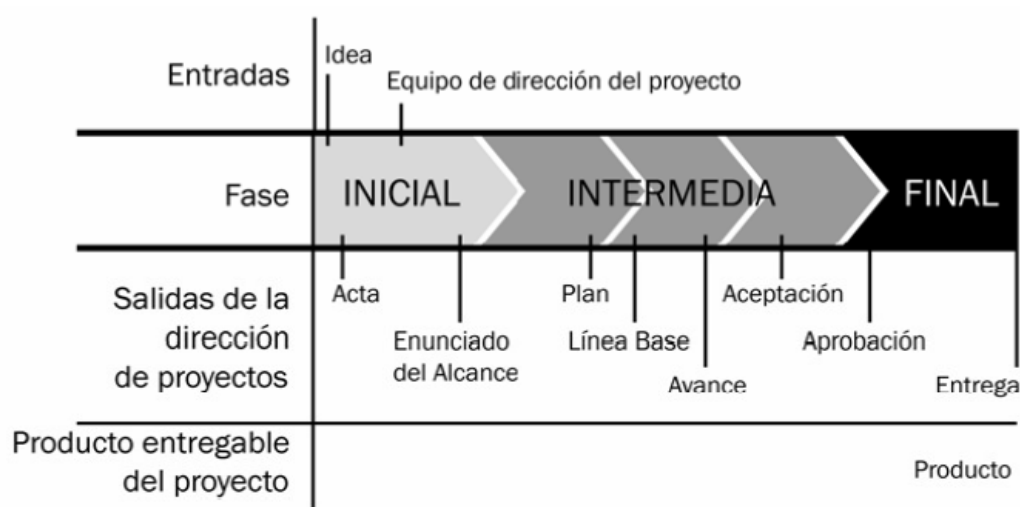 Idea
Entradas
Equipo de dirección del proyecto
Fase
INICIAL
INTERMEDIA
FINAL
Salidas de la
dirección
de proyectos
Acta
Plan
Aceptación
Enunciado
del Alcance
Línea Base
Aprobación
Avance
Entrega
Producto entregable
del proyecto
Producto